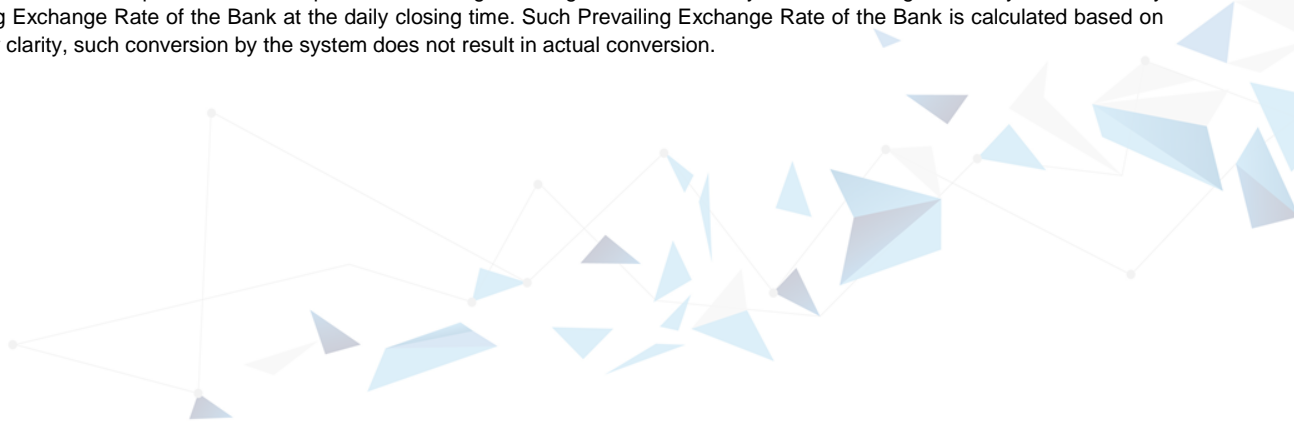 g Exchange Rate of the Bank at the daily closing time. Such Prevailing Exchange Rate of the Bank is calculated based on
clarity, such conversion by the system does not result in actual conversion.